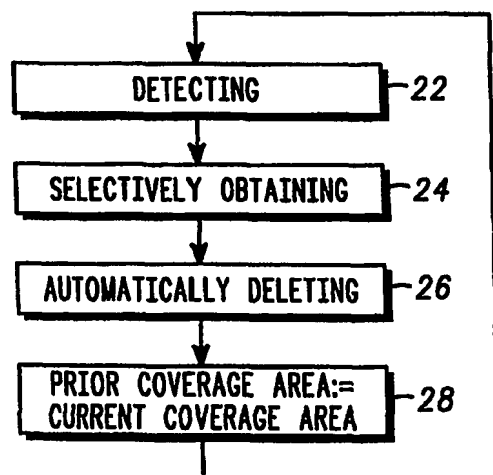 DETECTING 22
SELECTIVELY OBTAINING 24
AUTOMATICALLY DELETING 26
PRIOR COVERAGE AREA:=
CURRENT COVERAGE AREA 28